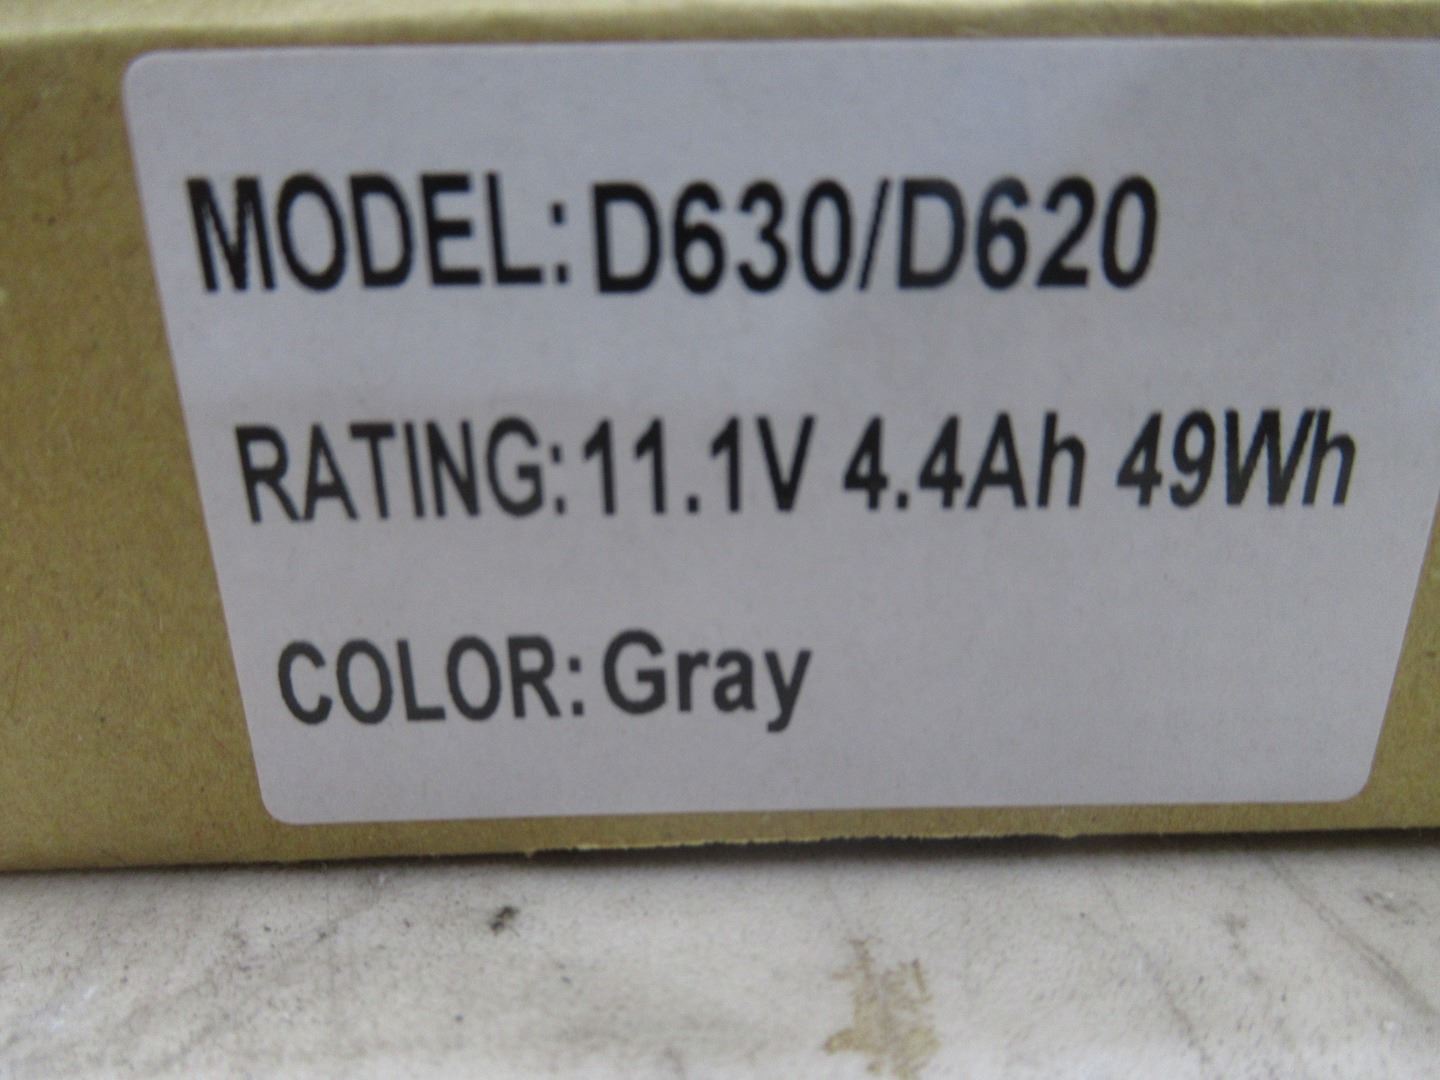 MODEL: D630/D620
RATING: 11.1V 4.4Ah 49Wh
COLOR: Gray